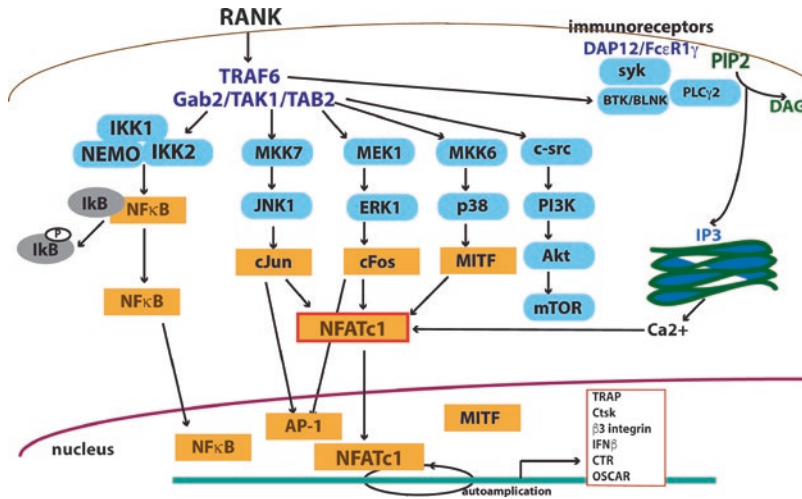 RANK
immunoreceptors
DAP12/FcεR1γ
TRAF6
Gab2/TAK1/TAB2
syk
BTK/BLNK
PLCγ2
PIP2
DAG
IKK1
NEMO
IKK2
MKK7
MEK1
MKK6
c-src
IkB
NFκB
JNK1
ERK1
p38
PI3K
P
IkB
cJun
cFos
MITF
Akt
IP3
NFκB
mTOR
NFATc1
Ca2+
nucleus
NFκB
AP-1
MITF
NFATc1
autoamplication
TRAP
Ctsk
β3 integrin
IFNβ
CTR
OSCAR